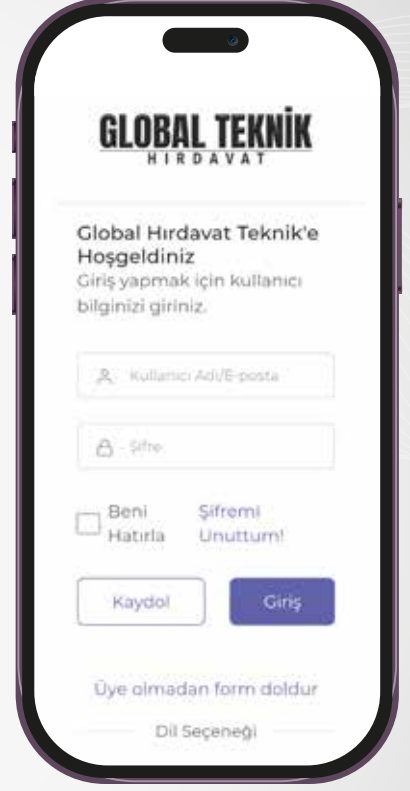 GLOBAL TEKNİK
HIRDAVAT
Global Hırdavat Teknik'e
Hoşgeldiniz
Giriş yapmak için kullanıcı
bilginizi giriniz.
Kullanıcı Adı/E-posta
Şifre
Beni
Hatırla
Şifremi
Unuttum!
Kaydol
Giriş
Üye olmadan form doldur
Dil Seçeneği